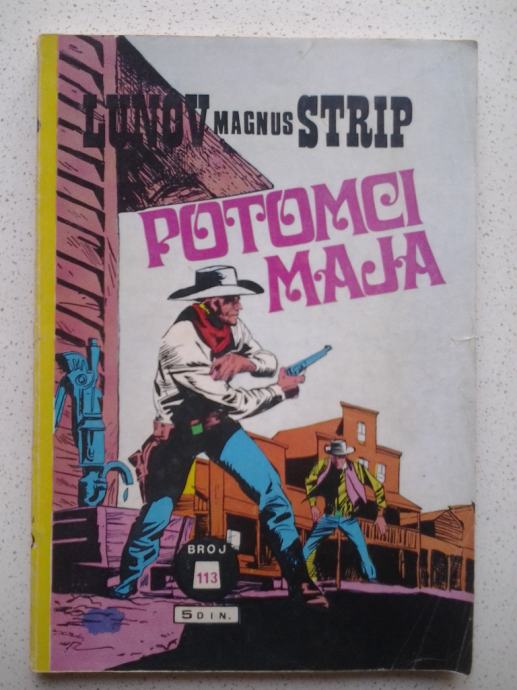 LUNOV MAGNUS STRIP
POTOMCI
MAJA
BROJ
113
5 DIN.